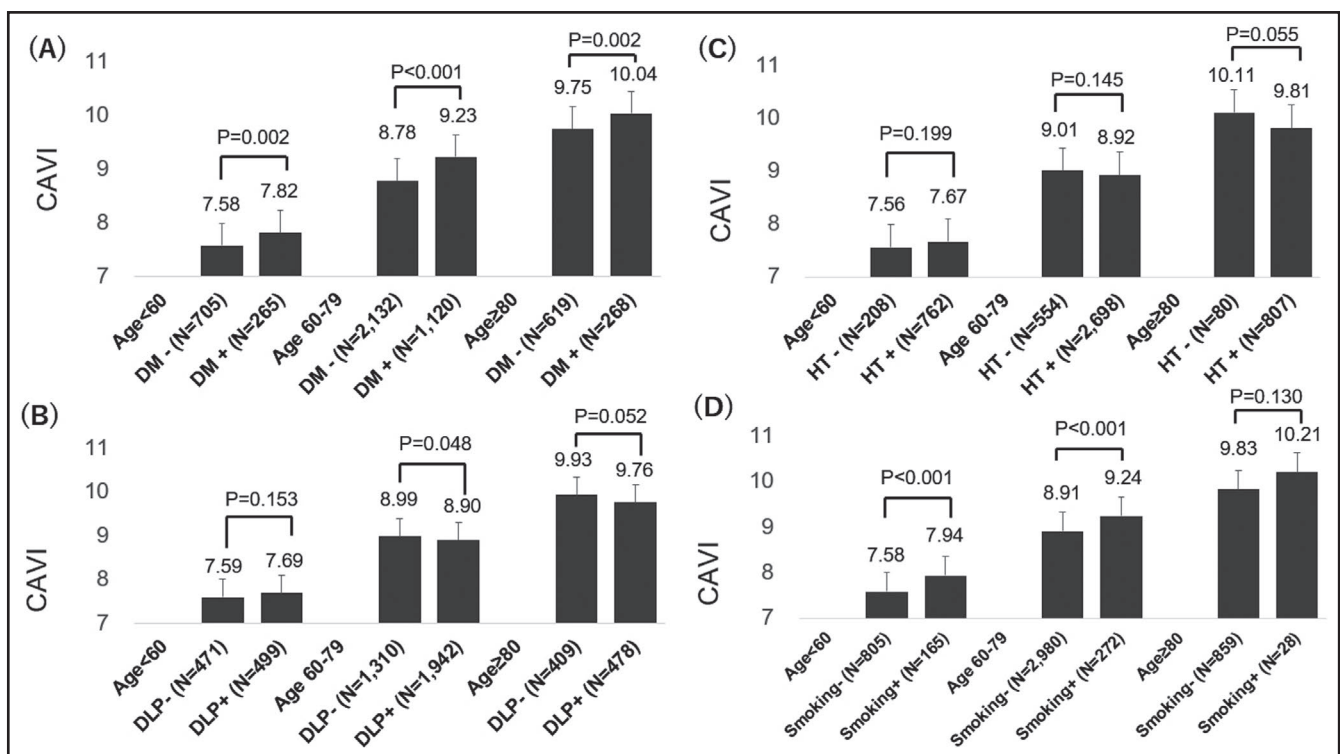 (A)
CAVI
11
10
9
8
7
P=0.002
7.58
7.82
P<0.001
8.78
9.23
P=0.002
9.75
10.04
Age<60
DM - (N=705)
DM + (N=265)
Age 60-79
DM - (N=2,132)
DM + (N=1,120)
Age≥80
DM - (N=619)
DM + (N=268)
(B)
CAVI
11
10
9
8
7
P=0.153
7.59
7.69
P=0.048
8.99
8.90
P=0.052
9.93
9.76
Age<60
DLP- (N=471)
DLP+ (N=499)
Age 60-79
DLP- (N=1,310)
DLP+ (N=1,942)
Age≥80
DLP- (N=409)
DLP+ (N=478)
(C)
CAVI
11
10
9
8
7
P=0.199
7.56
7.67
P=0.145
9.01
8.92
P=0.055
10.11
9.81
Age<60
HT - (N=208)
HT + (N=762)
Age 60-79
HT - (N=554)
HT + (N=2,698)
Age≥80
HT - (N=80)
HT + (N=807)
(D)
CAVI
11
10
9
8
7
P<0.001
7.58
7.94
P<0.001
8.91
9.24
P=0.130
9.83
10.21
Age<60
Smoking- (N=805)
Smoking+ (N=165)
Age 60-79
Smoking- (N=2,980)
Smoking+ (N=272)
Age≥80
Smoking- (N=859)
Smoking+ (N=28)